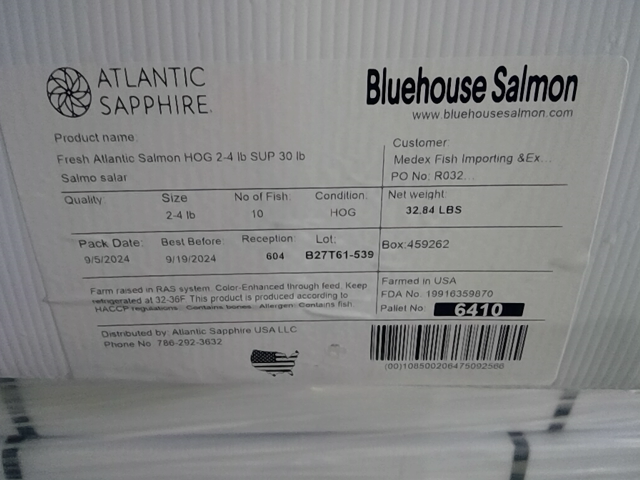 ATLANTIC
SAPPHIRE.
Bluehouse Salmon
www.bluehousesalmon.com
Product name:
Fresh Atlantic Salmon HOG 2-4 lb SUP 30 lb
Salmo salar
Customer
Medex Fish Importing &Ex...
PO No: R032...
Quality:
Size
2-4 lb
No of Fish:
10
Condition:
HOG
Net weight:
32.84 LBS
Pack Date:
9/5/2024
Best Before:
9/19/2024
Reception:
604
Lot:
B27T61-539
Box:459262
Farm raised in RAS system. Color-Enhanced through feed. Keep
refrigerated at 32-36F. This product is produced according to
HACCP regulations. Contains bones. Allergen: Contains fish
Farmed in USA
FDA No: 19916359870
Pallet No: 6410
Distributed by: Atlantic Sapphire USA LLC
Phone No: 786-292-3632
(00)108500206475092566